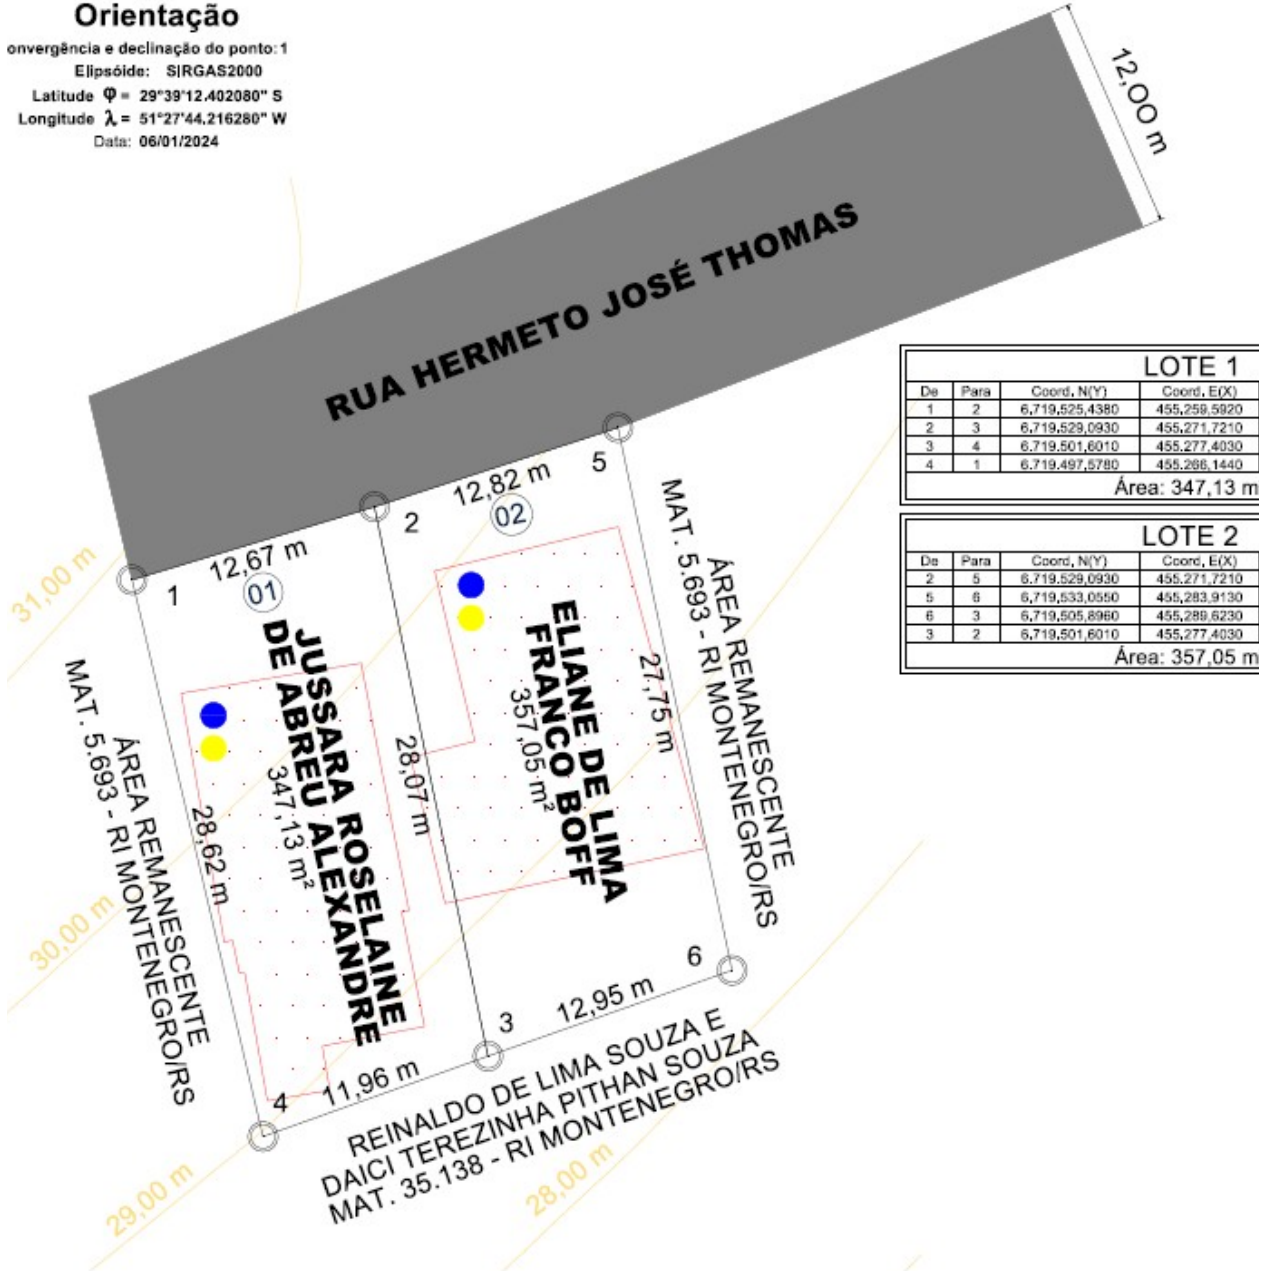 Orientação
onvergência e declinação do ponto: 1
Elipsóide: SIRGAS2000
Latitude φ = 29°39'12.402080" S
Longitude λ = 51°27'44.216280" W
Data: 06/01/2024
12,00 m
RUA HERMETO JOSÉ THOMAS
LOTE 1
De Para Coord. N(Y) Coord. E(X)
1 2 6.719.525,4380 455.259,5920
2 3 6.719.529,0930 455.271,7210
3 4 6.719.501,6010 455.277,4030
4 1 6.719.497,5780 455.266,1440
Área: 347,13 m
LOTE 2
De Para Coord. N(Y) Coord. E(X)
2 5 6.719.529,0930 455.271,7210
5 6 6.719.533,0550 455.283,9130
6 3 6.719.505,8960 455.289,6230
3 2 6.719.501,6010 455.277,4030
Área: 357,05 m
5
12,82 m
02
2
12,67 m
01
1
31,00 m
MAT. 5.693 - RI MONTENEGRO/RS
ÁREA REMANESCENTE
ELIANE DE LIMA
FRANCO BOFF
357,05 m²
27,75 m
JUSSARA ROSELAINE
DE ABREU ALEXANDRE
347,13 m²
28,07 m
28,62 m
ÁREA REMANESCENTE
MAT. 5.693 - RI MONTENEGRO/RS
30,00 m
6
12,95 m
3
11,96 m
4
REINALDO DE LIMA SOUZA E
DAICI TEREZINHA PITHAN SOUZA
MAT. 35.138 - RI MONTENEGRO/RS
29,00 m
28,00 m